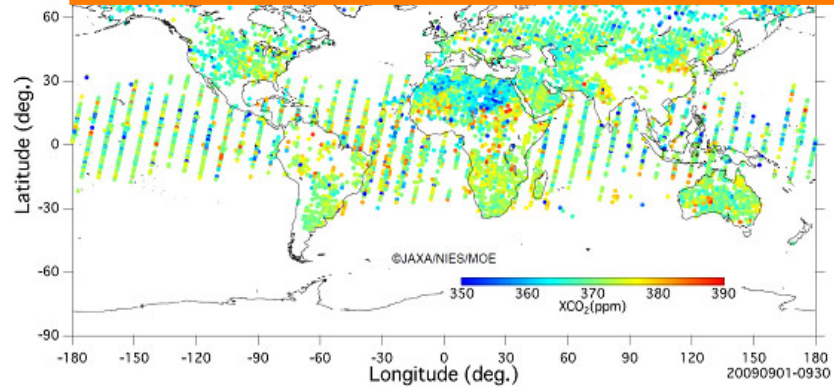 60
30
0
-30
-60
-90
Latitude (deg.)
©JAXA/NIES/MOE
350 360 370 380 390
XCO2(ppm)
-180 -150 -120 -90 -60 -30 0 30 60 90 120 150 180
Longitude (deg.)
20090901-0930